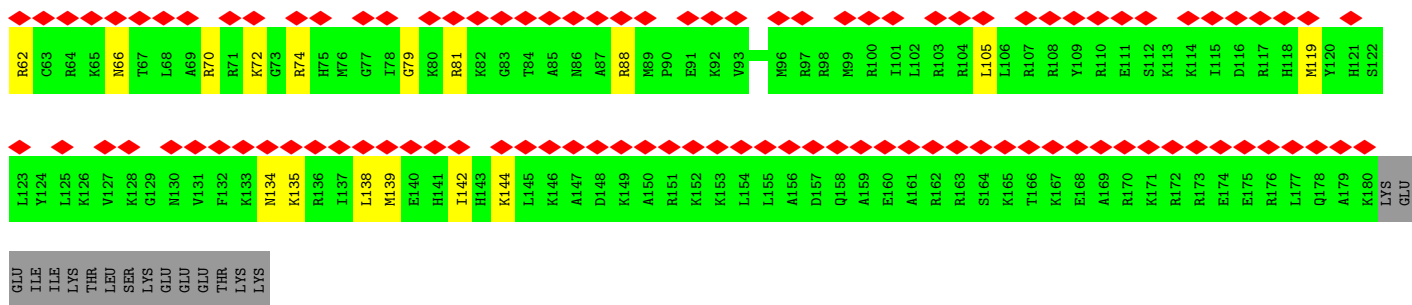 R62 C63 R64 K65 N66 T67 L68 A69 R70 R71 K72 G73 R74 H75 M76 G77 I78 G79 K80 R81 K82 G83 T84 A85 N86 A87 R88 M89 P90 E91 K92 V93 M96 R97 R98 M99 R100 I101 L102 R103 R104 L105 L106 R107 R108 Y109 R110 E111 S112 K113 K114 I115 D116 R117 H118 M119 Y120 H121 S122
L123 Y124 L125 K126 V127 K128 G129 N130 V131 F132 K133 N134 K135 R136 I137 L138 M139 E140 H141 I142 H143 K144 L145 K146 A147 D148 K149 A150 R151 K152 K153 L154 L155 A156 D157 Q158 A159 E160 A161 R162 R163 S164 K165 T166 K167 E168 A169 R170 K171 R172 R173 E174 E175 R176 L177 Q178 A179 K180 LYS GLU
GLU ILE ILE LYS THR LEU SER LYS GLU GLU GLU THR LYS LYS